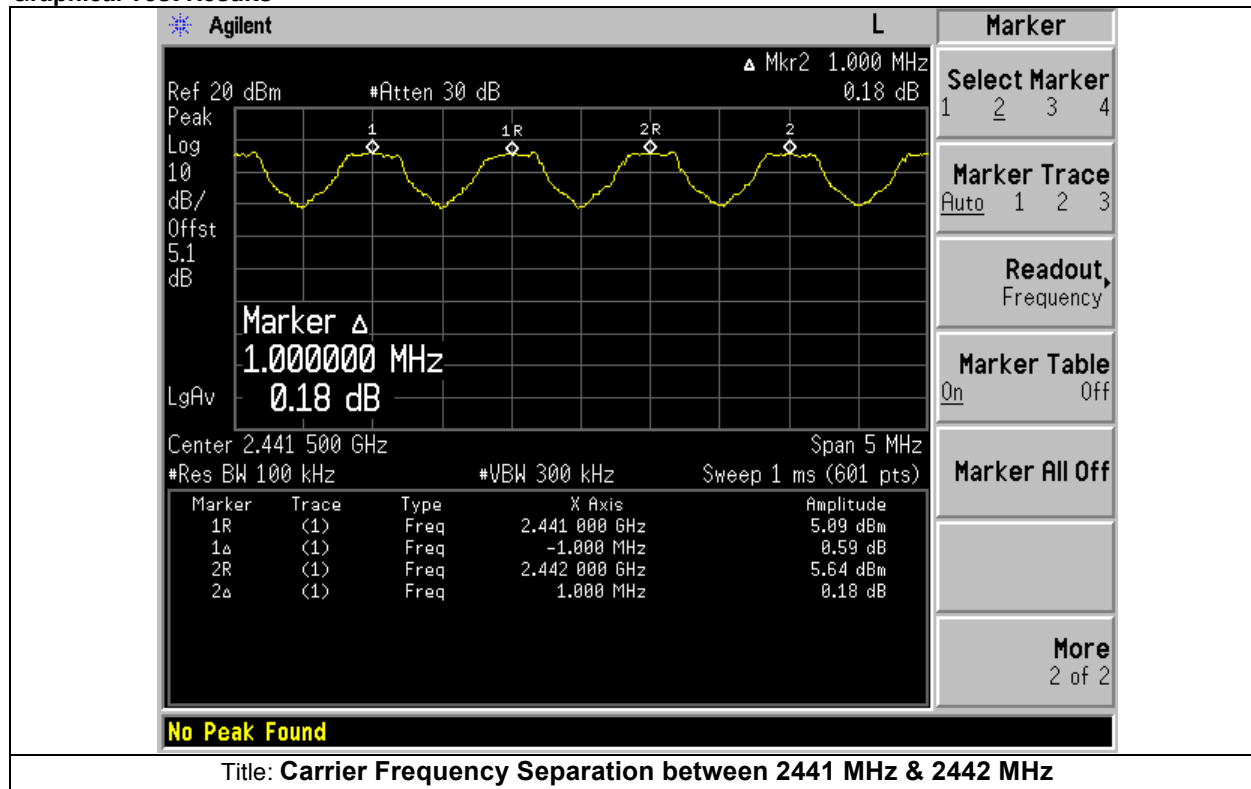 Graphical Test Results
Agilent L
Δ Mkr2 1.000 MHz
Ref 20 dBm #Atten 30 dB 0.18 dB
Peak
Log
10
dB/
Offst
5.1
dB
1 1R 2R 2
Marker Δ
1.000000 MHz
0.18 dB
LgAv
Center 2.441 500 GHz Span 5 MHz
#Res BW 100 kHz #VBW 300 kHz Sweep 1 ms (601 pts)
Marker Trace Type X Axis Amplitude
1R (1) Freq 2.441 000 GHz 5.09 dBm
1Δ (1) Freq -1.000 MHz 0.59 dB
2R (1) Freq 2.442 000 GHz 5.64 dBm
2Δ (1) Freq 1.000 MHz 0.18 dB
No Peak Found
Marker
Select Marker
1 2 3 4
Marker Trace
Auto 1 2 3
Readout
Frequency
Marker Table
On Off
Marker All Off
More
2 of 2
Title: Carrier Frequency Separation between 2441 MHz & 2442 MHz